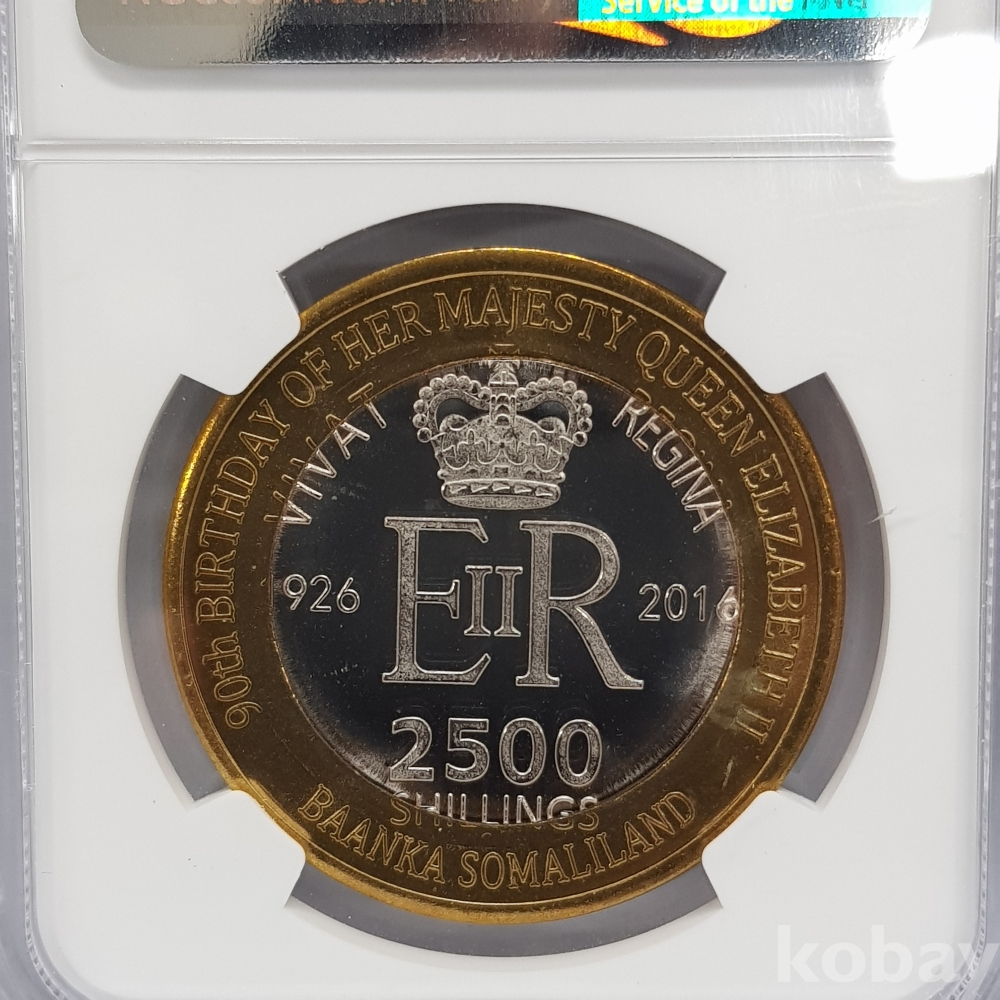 Service of the
90th BIRTHDAY OF HER MAJESTY QUEEN ELIZABETH II
VIVAT REGINA
EIIR
926 2016
2500
SHILLINGS
BAANKA SOMALILAND
kobay